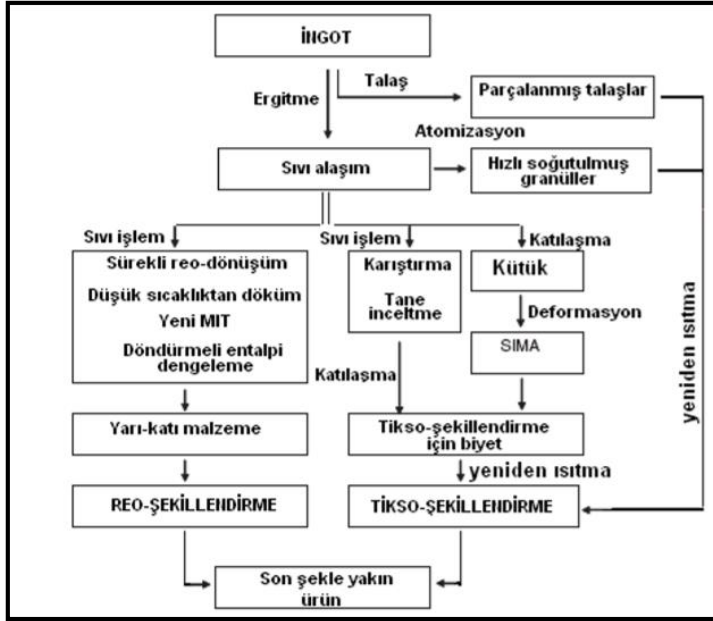 İNGOT
Talaş
Ergitme
Parçalanmış talaşlar
Atomizasyon
Sıvı alaşım
Hızlı soğutulmuş
granüller
Sıvı işlem
Sıvı işlem
Katılaşma
Sürekli reo-dönüşüm
Düşük sıcaklıktan döküm
Yeni MIT
Döndürmeli entalpi
dengeleme
Karıştırma
Tane
inceltme
Kütük
Deformasyon
SIMA
yeniden ısıtma
Katılaşma
Yarı-katı malzeme
Tikso-şekillendirme
için biyet
yeniden ısıtma
REO-ŞEKİLLENDİRME
TİKSO-ŞEKİLLENDİRME
Son şekle yakın
ürün